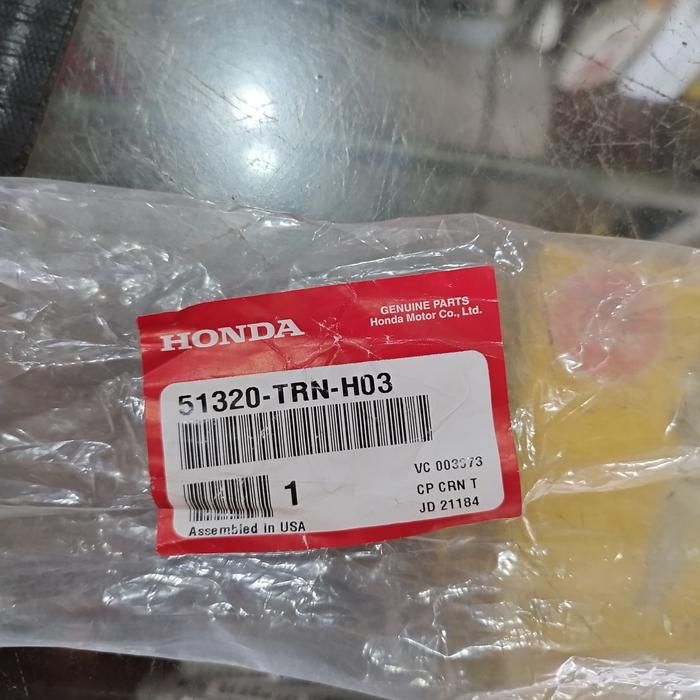 HONDA
GENUINE PARTS
Honda Motor Co., Ltd.
51320-TRN-H03
VC 003373
1
CP CRN T
JD 21184
Assembled in USA